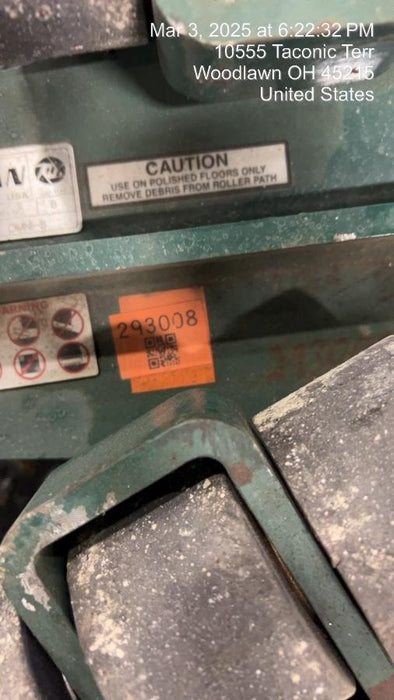 Mar 3, 2025 at 6:22:32 PM
10555 Taconic Terr
Woodlawn OH 45215
United States
CAUTION
USE ON POLISHED FLOORS ONLY
REMOVE DEBRIS FROM ROLLER PATH
USA
WARNING
293008